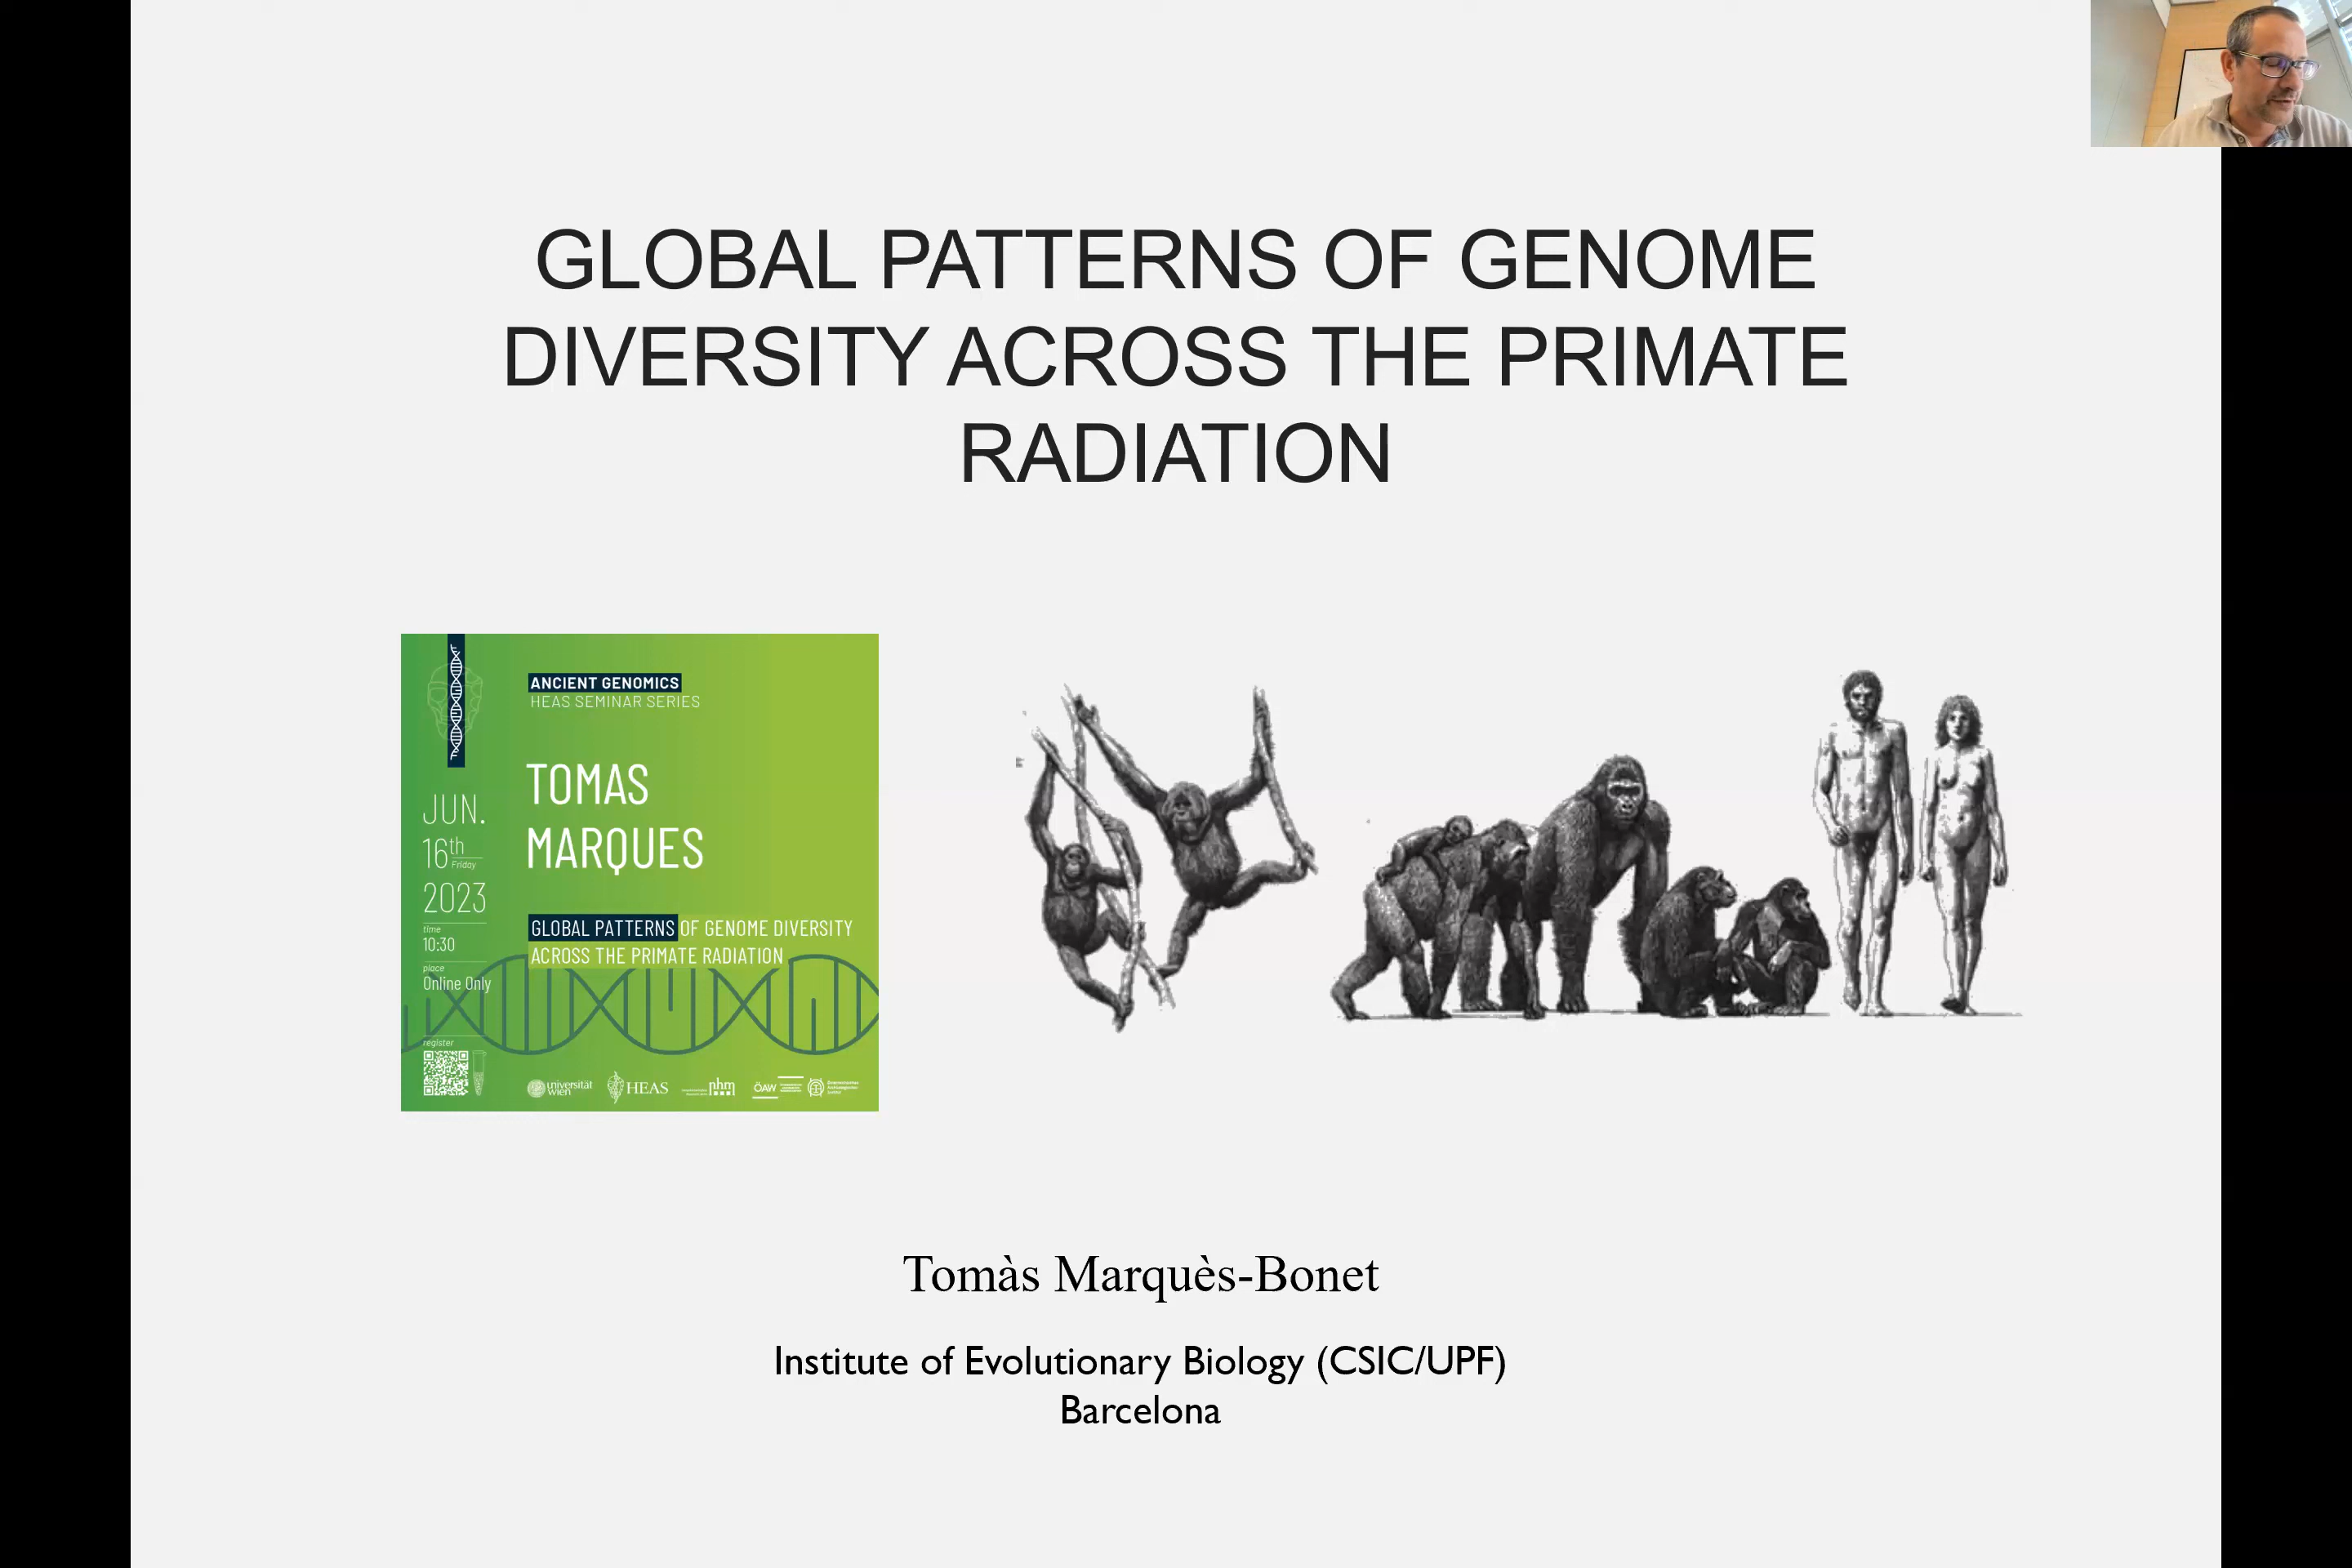 GLOBAL PATTERNS OF GENOME
DIVERSITY ACROSS THE PRIMATE
RADIATION
ANCIENT GENOMICS
HEAS SEMINAR SERIES
TOMAS
MARQUES
JUN.
16th
Friday
2023
time
10:30
place
Online Only
GLOBAL PATTERNS OF GENOME DIVERSITY
ACROSS THE PRIMATE RADIATION
register
universität
wien
HEAS
nhm
ÖAW
Tomàs Marquès-Bonet
Institute of Evolutionary Biology (CSIC/UPF)
Barcelona